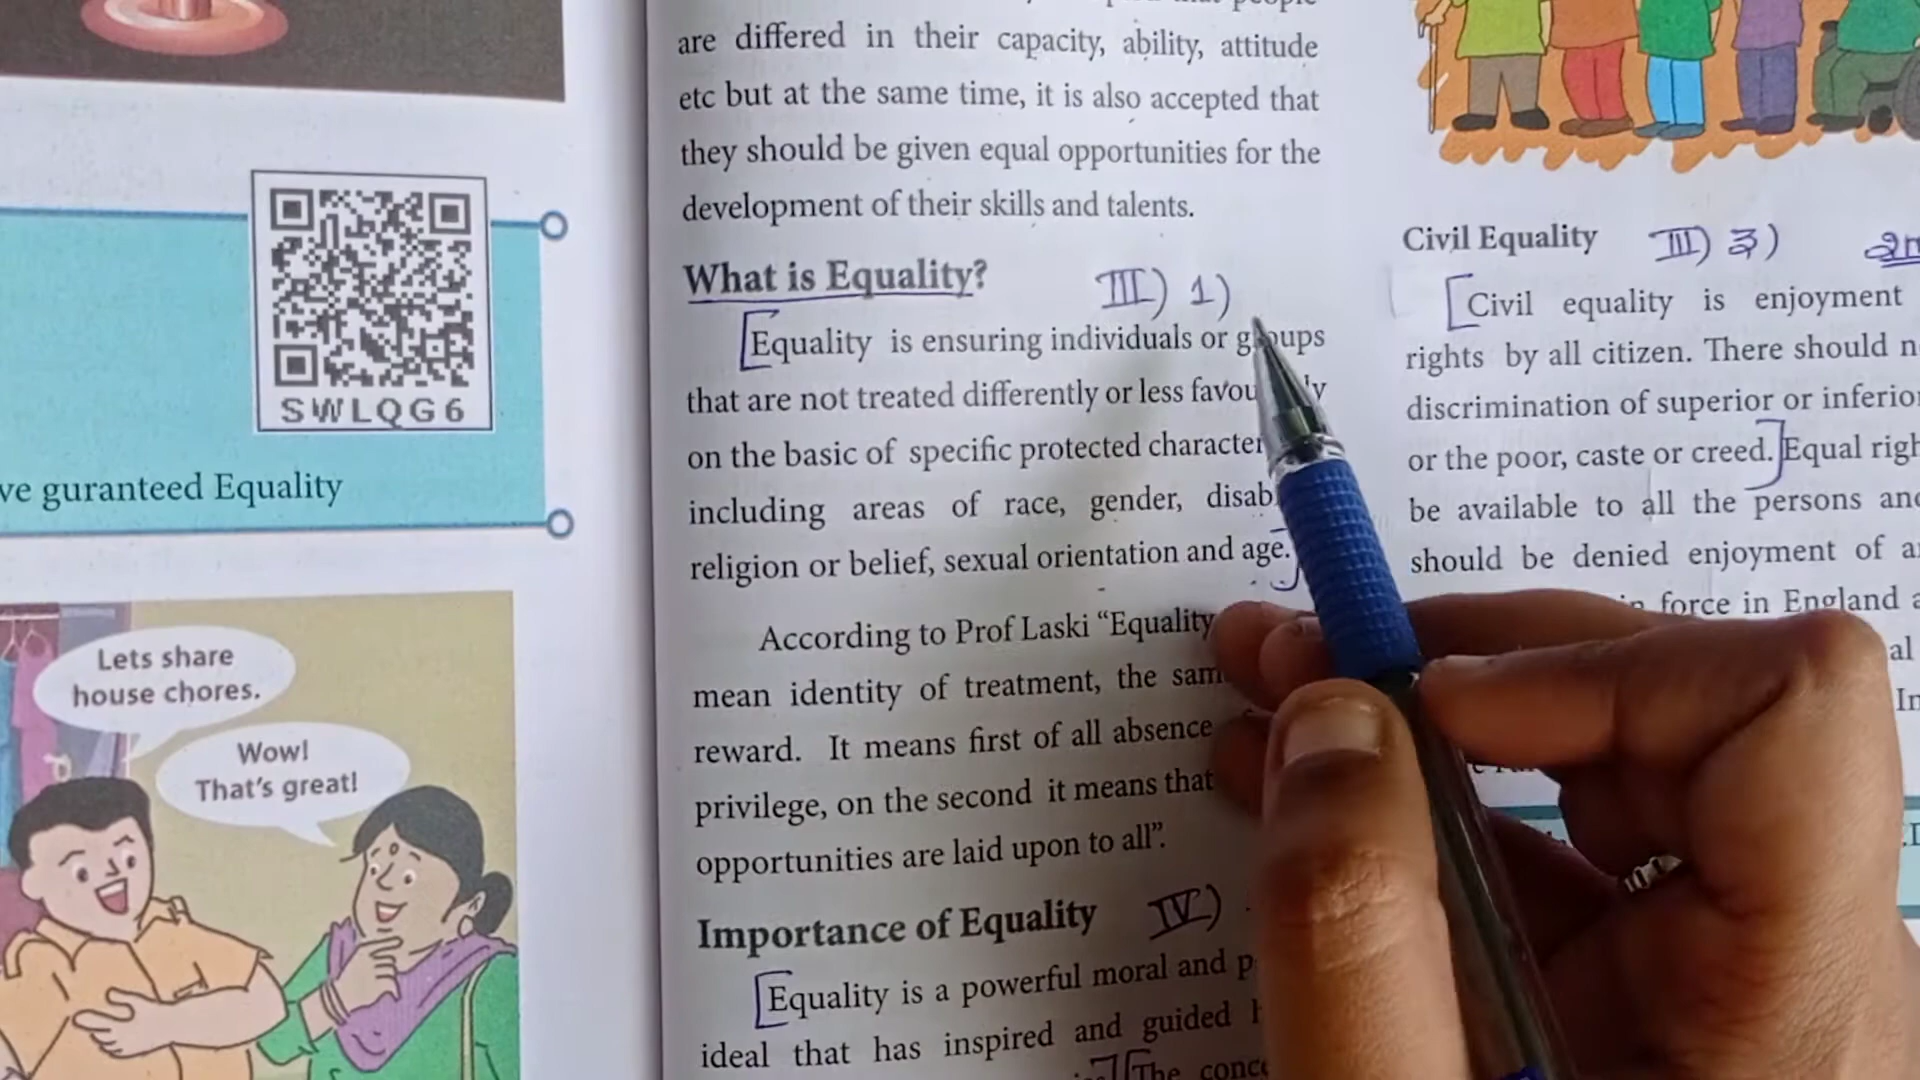 SWLQG6
ve guranteed Equality
Lets share
house chores.
Wow!
That's great!
are differed in their capacity, ability, attitude
etc but at the same time, it is also accepted that
they should be given equal opportunities for the
development of their skills and talents.
What is Equality? III) 1)
Equality is ensuring individuals or groups
that are not treated differently or less
on the basic of specific protected
including areas of race, gender,
religion or belief, sexual orientation and age.
According to Prof Laski “Equality
mean identity of treatment, the
reward. It means first of all absence
privilege, on the second it means that
opportunities are laid upon to all”.
Importance of Equality IV)
Equality is a powerful moral and
ideal that has inspired and guided
The
Civil Equality III) 3)
Civil equality is enjoyment
rights by all citizen. There should
discrimination of superior or
or the poor, caste or creed. Equal
be available to all the persons
should be denied enjoyment of
force in England